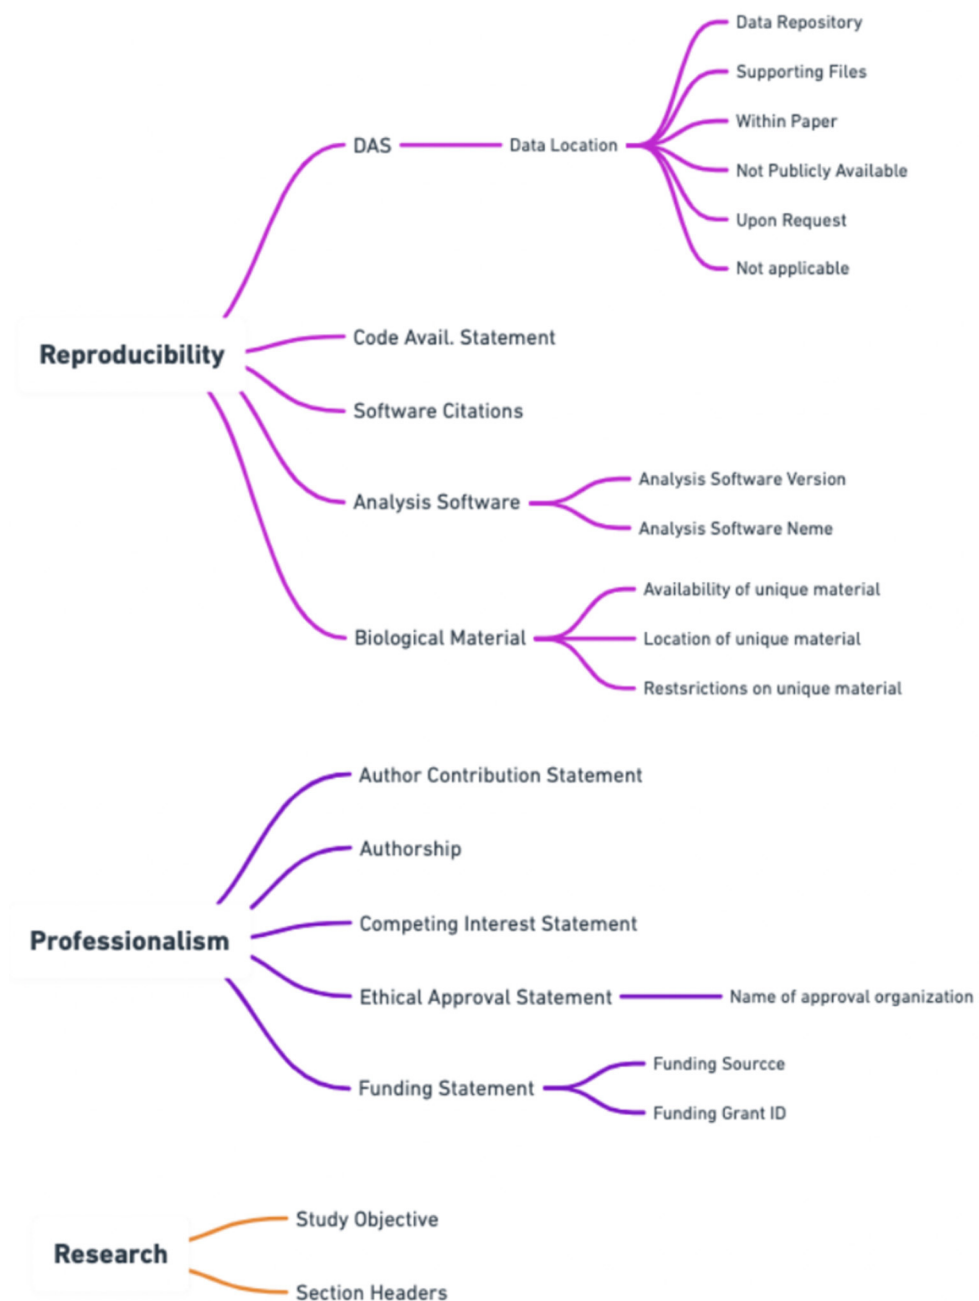 Data Repository
Supporting Files
Within Paper
DAS
Data Location
Not Publicly Available
Upon Request
Not applicable
Code Avail. Statement
Reproducibility
Software Citations
Analysis Software Version
Analysis Software
Analysis Software Neme
Availability of unique material
Biological Material
Location of unique material
Restsrictions on unique material
Author Contribution Statement
Authorship
Competing Interest Statement
Professionalism
Ethical Approval Statement
Name of approval organization
Funding Sourcce
Funding Statement
Funding Grant ID
Study Objective
Research
Section Headers